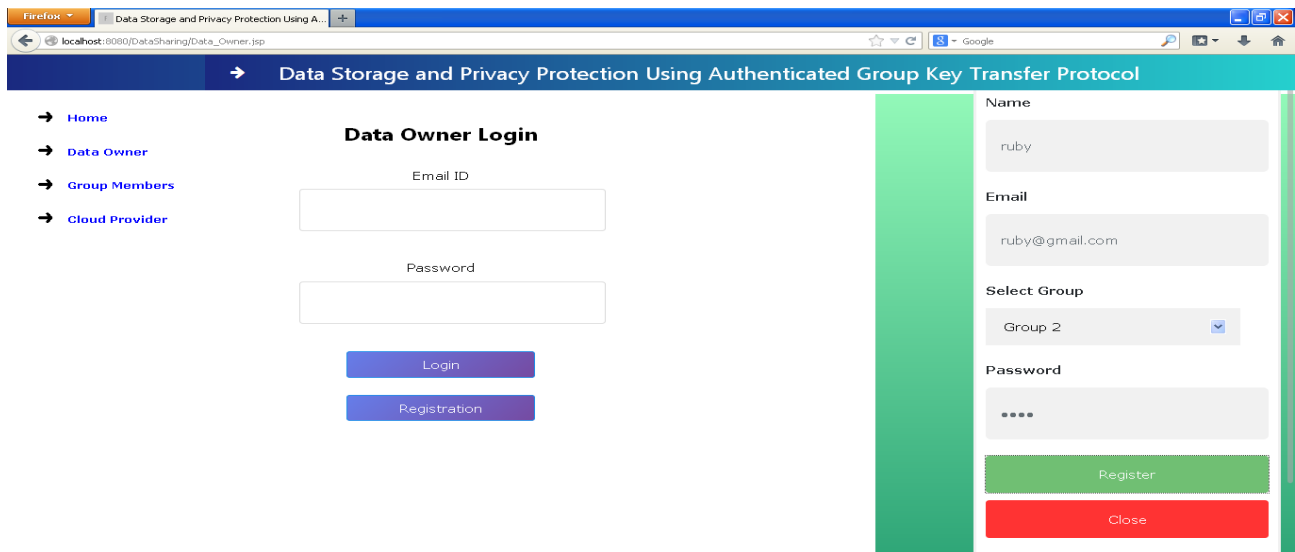 Firefox
Data Storage and Privacy Protection Using A...
localhost:8080/DataSharing/Data_Owner.jsp
Google
Data Storage and Privacy Protection Using Authenticated Group Key Transfer Protocol
Home
Data Owner
Group Members
Cloud Provider
Data Owner Login
Email ID
Password
Login
Registration
Name
ruby
Email
ruby@gmail.com
Select Group
Group 2
Password
••••
Register
Close